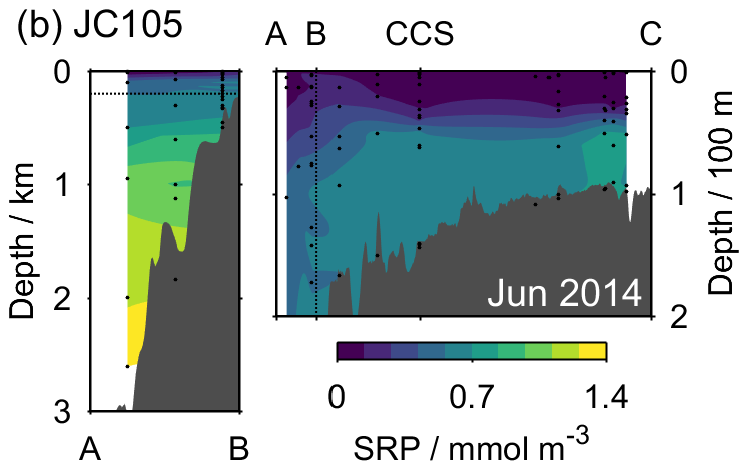 (b) JC105
A B CCS C
0
1
2
3
Depth / km
A B
0
1
2
Depth / 100 m
Jun 2014
0 0.7 1.4
SRP / mmol m⁻³